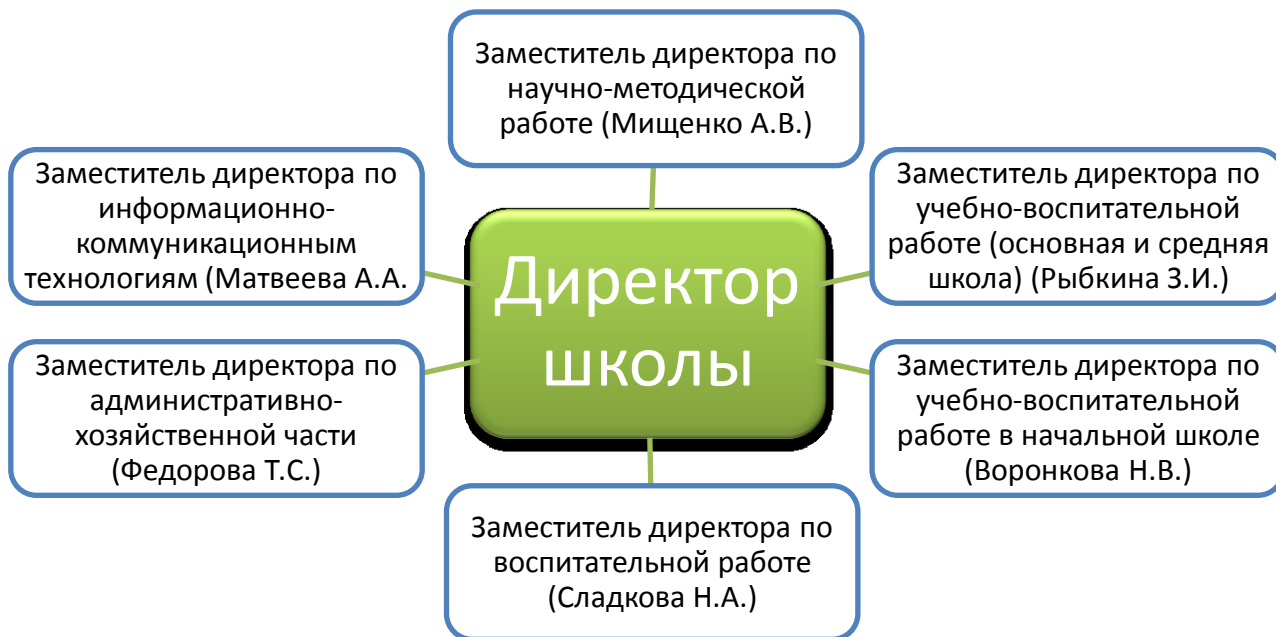 Заместитель директора по
научно-методической
работе (Мищенко А.В.)
Заместитель директора по
информационно-
коммуникационным
технологиям (Матвеева А.А.
Заместитель директора по
учебно-воспитательной
работе (основная и средняя
школа) (Рыбкина З.И.)
Директор
школы
Заместитель директора по
административно-
хозяйственной части
(Федорова Т.С.)
Заместитель директора по
учебно-воспитательной
работе в начальной школе
(Воронкова Н.В.)
Заместитель директора по
воспитательной работе
(Сладкова Н.А.)